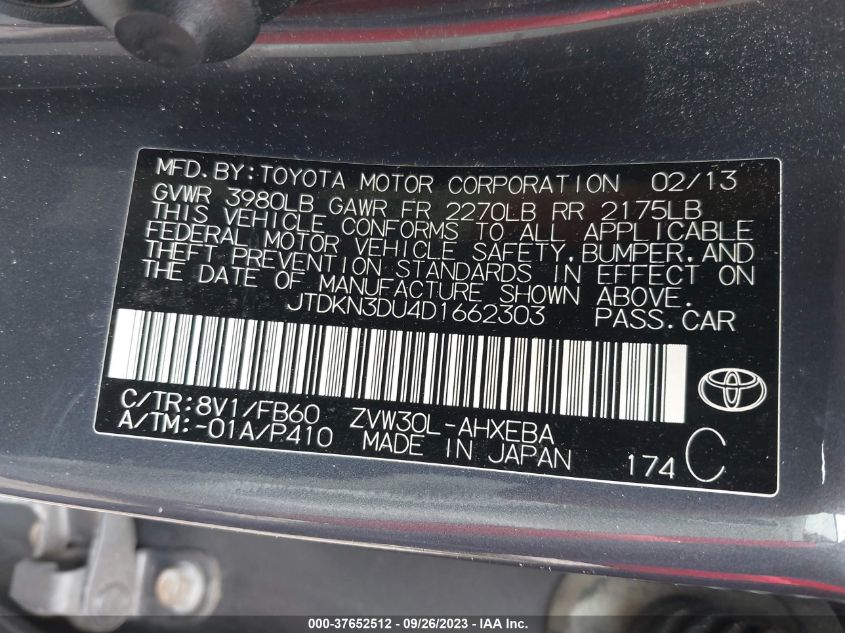 MFD.BY:TOYOTA MOTOR CORPORATION 02/13
GVWR 3980LB GAWR FR 2270LB RR 2175LB
THIS VEHICLE CONFORMS TO ALL APPLICABLE
FEDERAL MOTOR VEHICLE SAFETY,BUMPER,AND
THEFT PREVENTION STANDARDS IN EFFECT ON
THE DATE OF MANUFACTURE SHOWN ABOVE.
JTDKN3DU4D1662303 PASS.CAR
C/TR:8V1/FB60 ZVW30L-AHXEBA
A/TM:-01A/P410 MADE IN JAPAN 174 C
000-37652512 - 09/26/2023 - IAA Inc.